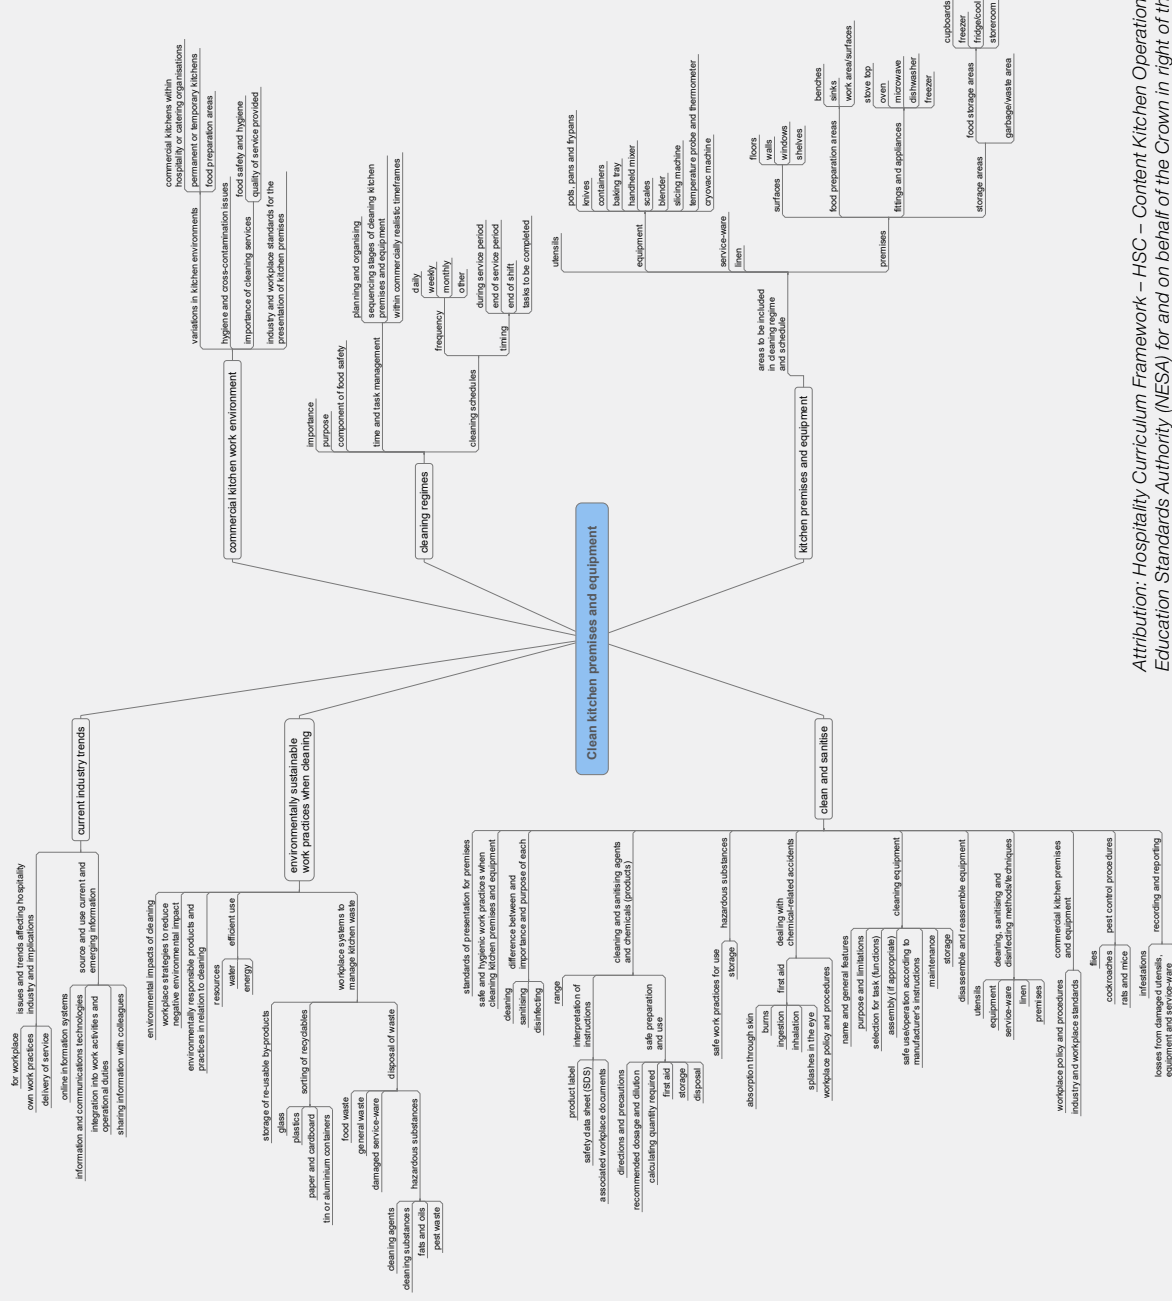 Clean kitchen premises and equipment
commercial kitchen work environment
variations in kitchen environments
commercial kitchens within
hospitality or catering organisations
permanent or temporary kitchens
food preparation areas
hygiene and cross-contamination issues
importance of cleaning services
food safety and hygiene
quality of service provided
industry and workplace standards for the
presentation of kitchen premises
cleaning regimes
importance
purpose
component of food safety
time and task management
planning and organising
sequencing stages of cleaning kitchen
premises and equipment
within commercially realistic timeframes
cleaning schedules
frequency
daily
weekly
monthly
other
timing
during service period
end of service period
end of shift
tasks to be completed
kitchen premises and equipment
areas to be included
in cleaning regime
and schedule
utensils
equipment
pots, pans and frypans
knives
containers
baking tray
handheld mixer
scales
blender
slicing machine
temperature probe and thermometer
cryovac machine
service-ware
linen
premises
surfaces
floors
walls
windows
shelves
food preparation areas
benches
sinks
work area/surfaces
fittings and appliances
stove top
oven
microwave
dishwasher
freezer
storage areas
food storage areas
cupboards
freezer
fridge/cool
storeroom
garbage/waste area
current industry trends
issues and trends affecting hospitality
industry and implications
for workplace
own work practices
delivery of service
source and use current and
emerging information
online information systems
information and communications technologies
integration into work activities and
operational duties
sharing information with colleagues
environmentally sustainable
work practices when cleaning
environmental impacts of cleaning
workplace strategies to reduce
negative environmental impact
environmentally responsible products and
practices in relation to cleaning
efficient use
resources
water
energy
workplace systems to
manage kitchen waste
storage of re-usable by-products
sorting of recyclables
glass
plastics
paper and cardboard
tin or aluminium containers
disposal of waste
food waste
general waste
damaged service-ware
hazardous substances
cleaning agents
cleaning substances
fats and oils
pest waste
clean and sanitise
standards of presentation for premises
safe and hygienic work practices when
cleaning kitchen premises and equipment
difference between and
importance and purpose of each
cleaning
sanitising
disinfecting
cleaning and sanitising agents
and chemicals (products)
range
interpretation of
instructions
product label
safety data sheet (SDS)
associated workplace documents
safe preparation
and use
directions and precautions
recommended dosage and dilution
calculating quantity required
first aid
storage
disposal
hazardous substances
safe work practices for use
storage
dealing with
chemical-related accidents
first aid
absorption through skin
burns
ingestion
inhalation
splashes in the eye
workplace policy and procedures
cleaning equipment
name and general features
purpose and limitations
selection for task (functions)
assembly (if appropriate)
safe use/operation according to
manufacturer's instructions
maintenance
storage
disassemble and reassemble equipment
cleaning, sanitising and
disinfecting methods/techniques
utensils
equipment
service-ware
linen
premises
commercial kitchen premises
and equipment
workplace policy and procedures
industry and workplace standards
pest control procedures
flies
cockroaches
rats and mice
recording and reporting
infestations
losses from damaged utensils,
equipment and service-ware
Attribution: Hospitality Curriculum Framework – HSC – Content Kitchen Operation
Education Standards Authority (NESA) for and on behalf of the Crown in right of th